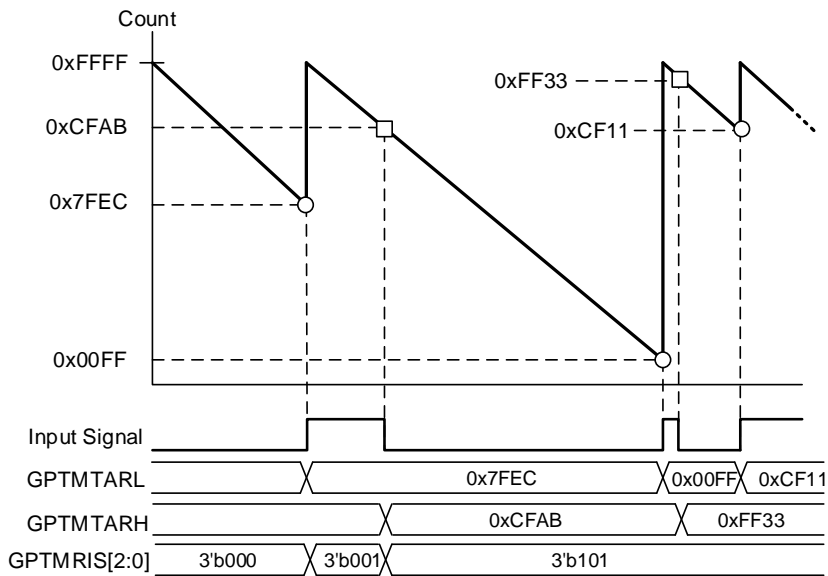 Count
0xFFFF
0xFF33
0xCFAB
0xCF11
0x7FEC
0x00FF
Input Signal
GPTMTARL 0x7FEC 0x00FF 0xCF11
GPTMTARH 0xCFAB 0xFF33
GPTMRIS[2:0] 3'b000 3'b001 3'b101